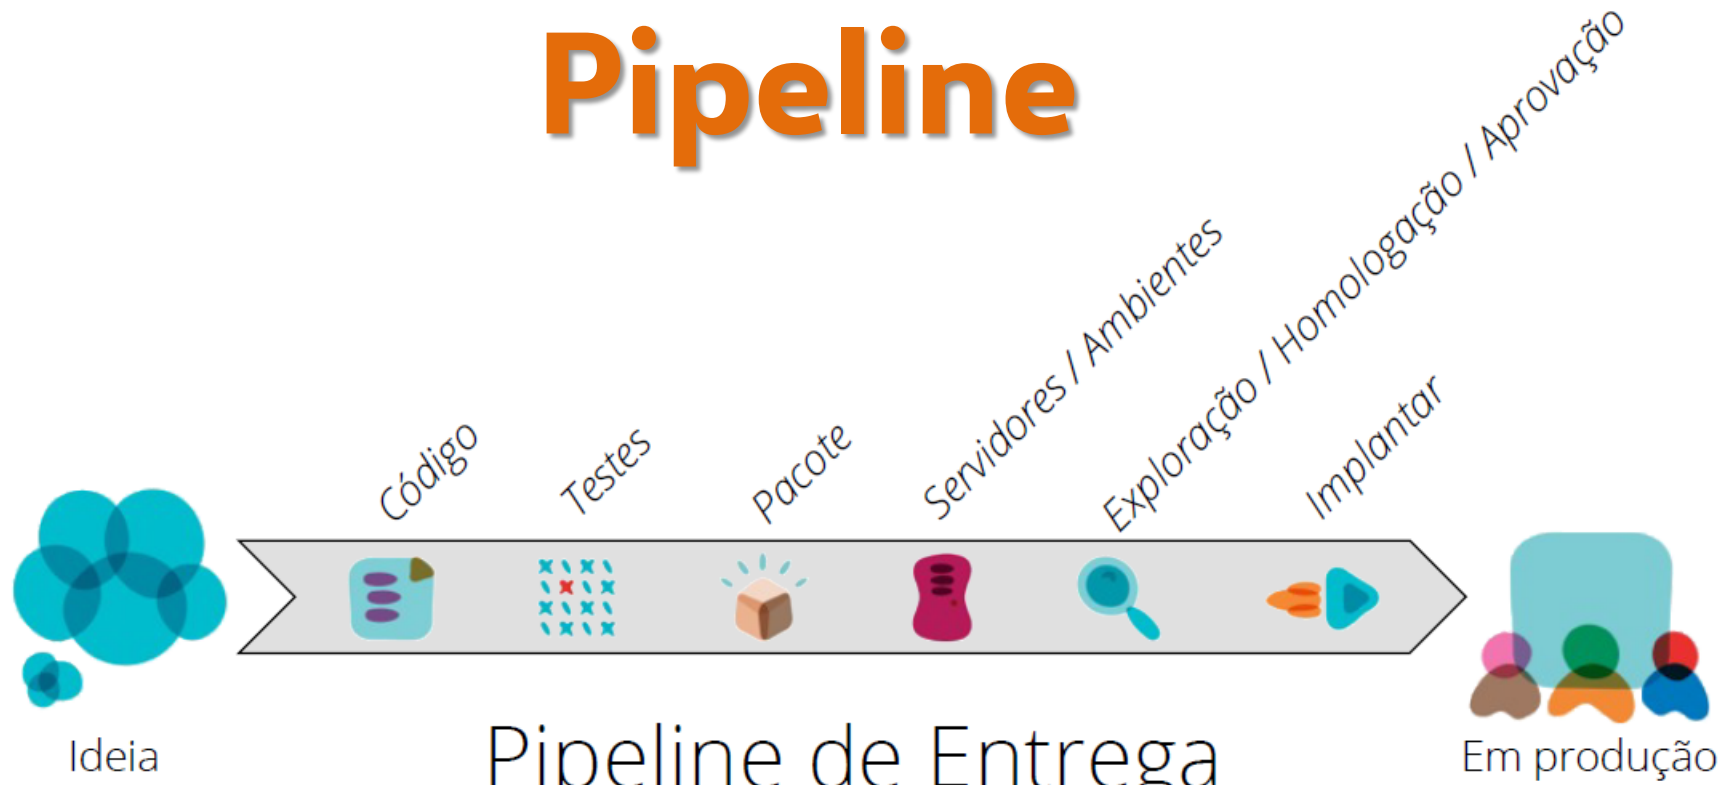 Pipeline
Código
Testes
Pacote
Servidores / Ambientes
Exploração / Homologação / Aprovação
Implantar
Ideia
Pipeline de Entrega
Em produção